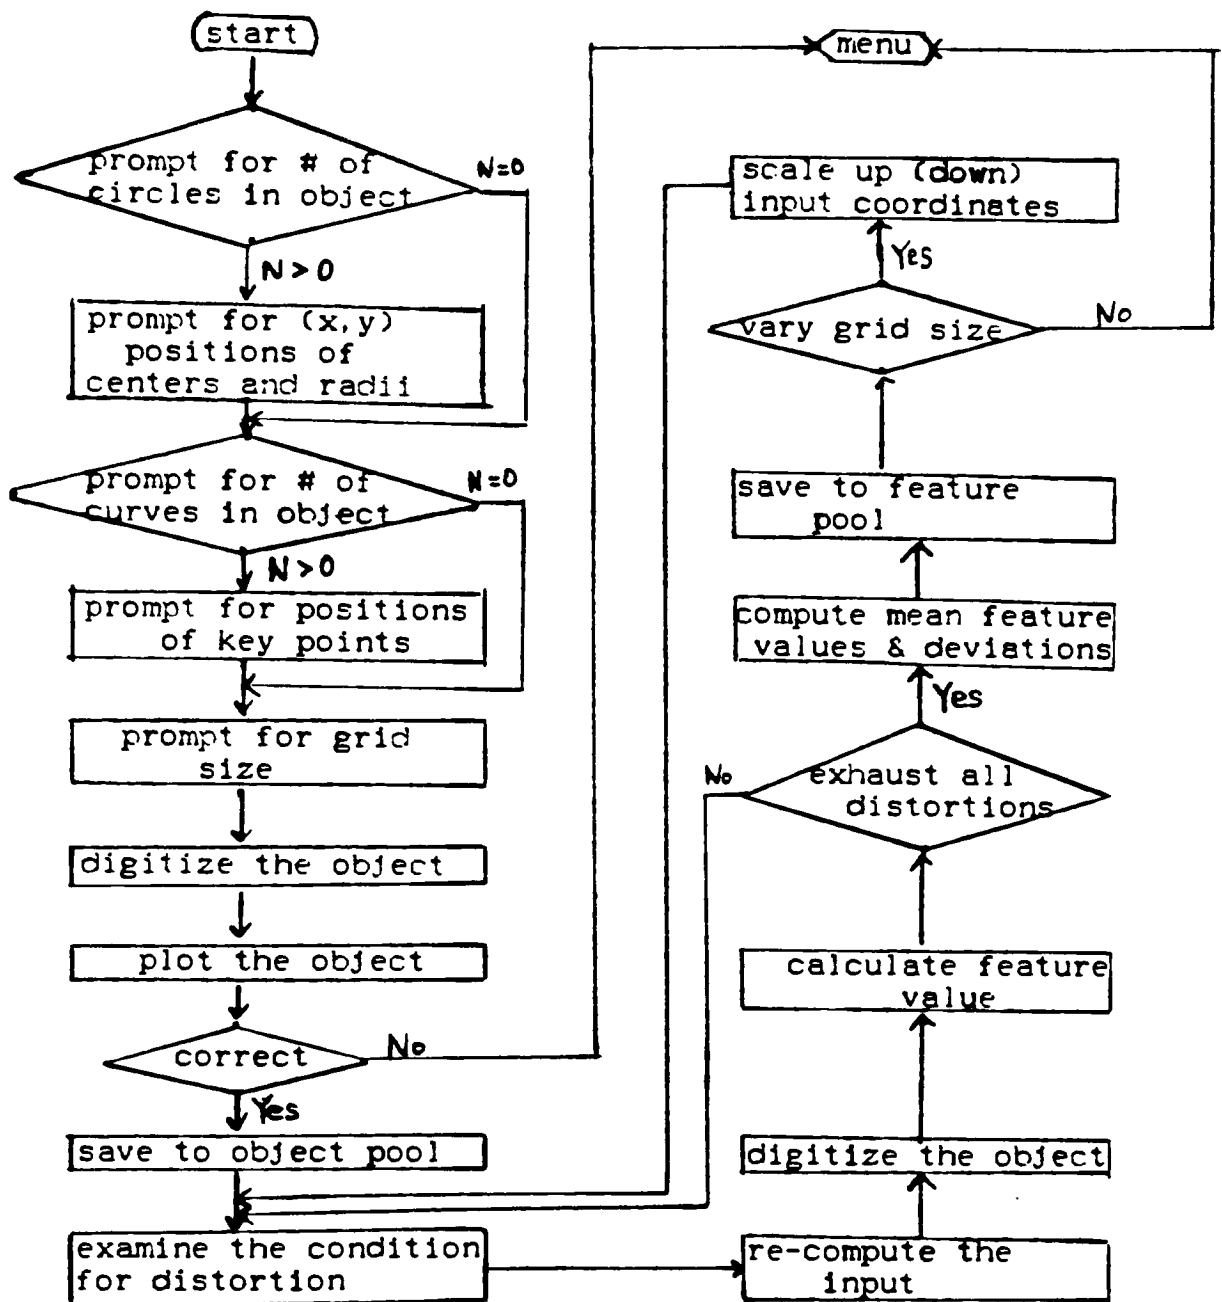 start
prompt for # of
circles in object
N=0
N>0
prompt for (x,y)
positions of
centers and radii
prompt for # of
curves in object
N=0
N>0
prompt for positions
of key points
prompt for grid
size
digitize the object
plot the object
correct
No
Yes
save to object pool
examine the condition
for distortion
menu
scale up (down)
input coordinates
Yes
vary grid size
No
save to feature
pool
compute mean feature
values & deviations
Yes
No
exhaust all
distortions
calculate feature
value
digitize the object
re-compute the
input